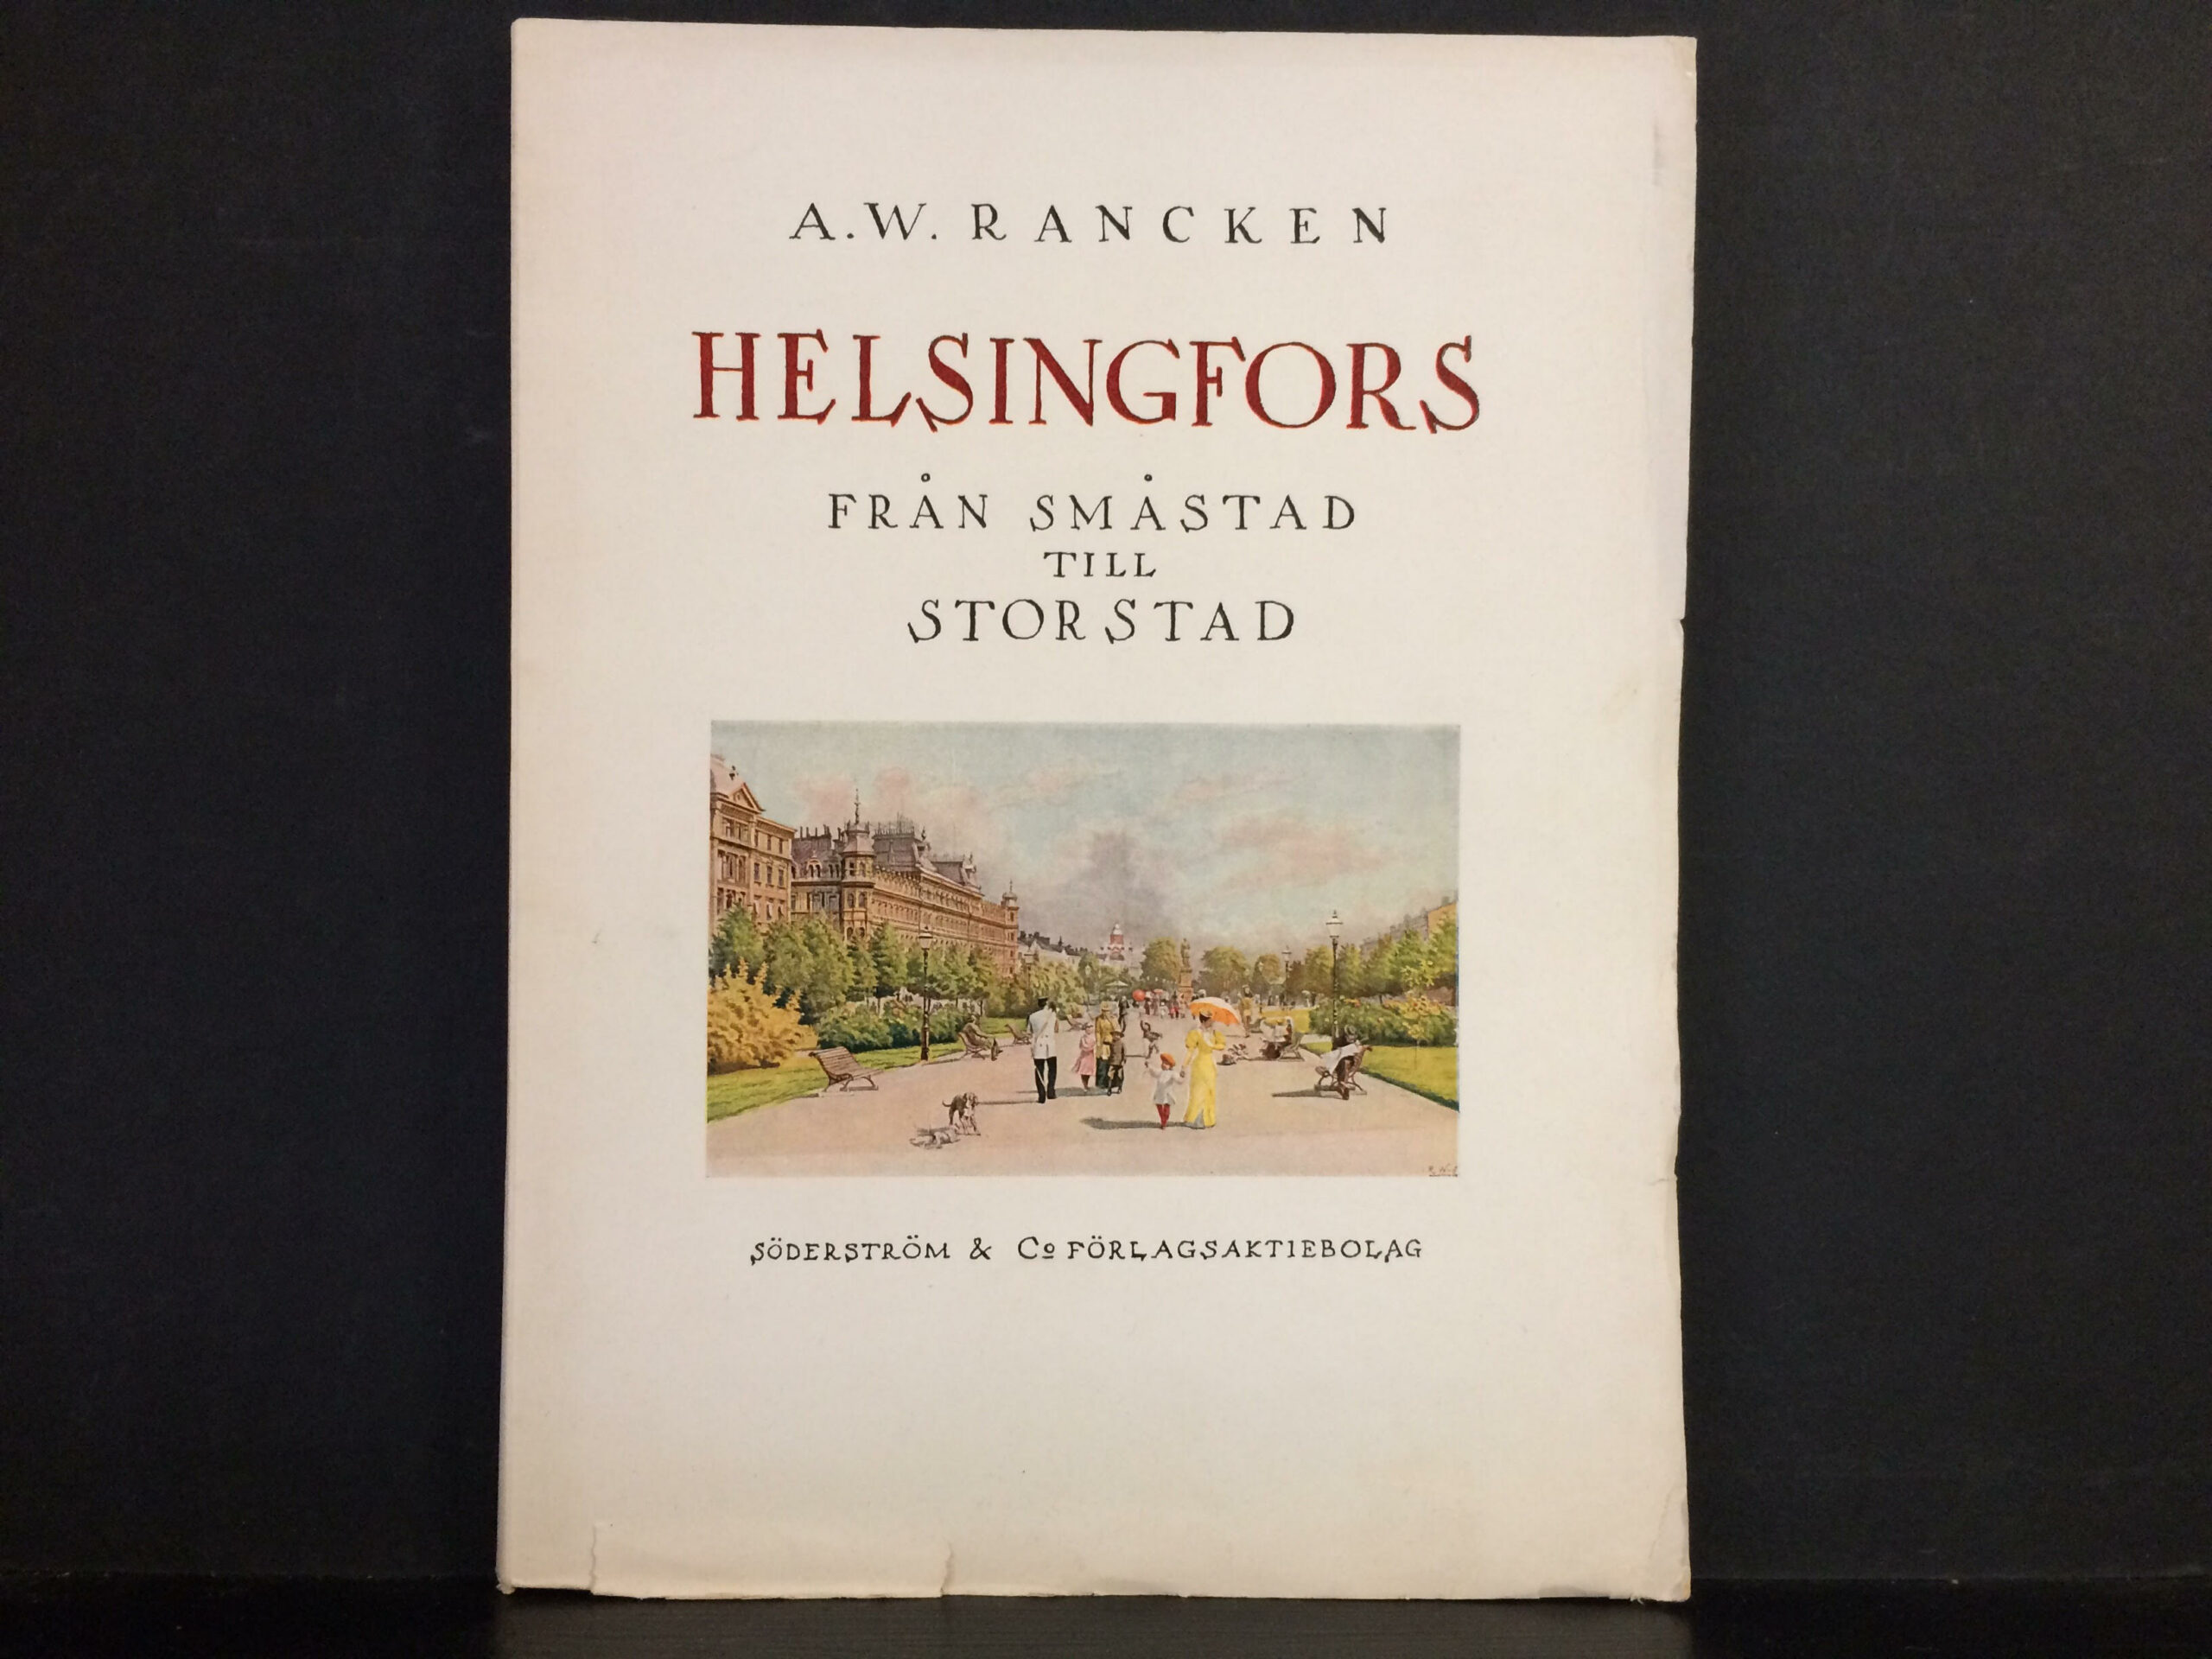 A. W. RANCKEN
HELSINGFORS
FRÅN SMÅSTAD
TILL
STORSTAD
SÖDERSTRÖM & Cº FÖRLAGSAKTIEBOLAG